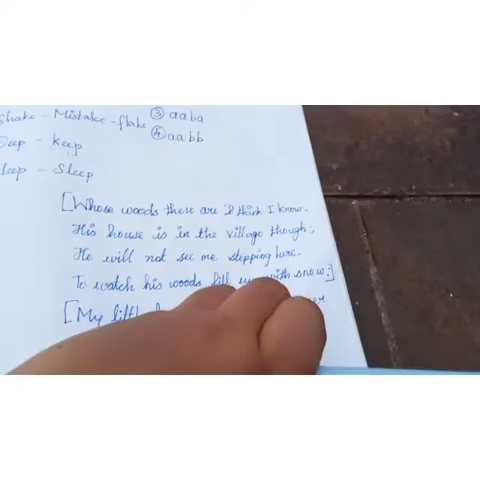 Shake - Mistake - flake ③ aaba
Deep - Keep ④ aabb
Sleep
[Whose woods these are I think I know.
His house is in the village though;
He will not see me stopping here.
To watch his woods fill up with snow.]
[My